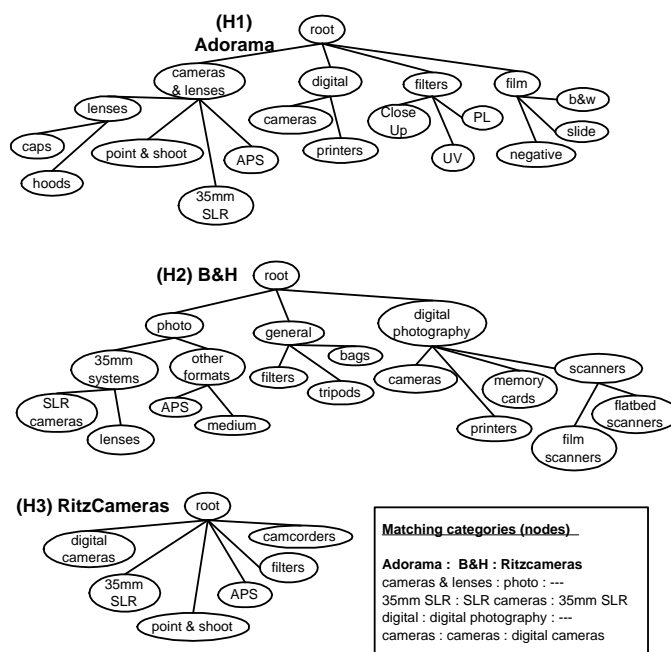 (H1)
Adorama
root
cameras
& lenses
digital
filters
film
lenses
cameras
Close
Up
PL
b&w
caps
point & shoot
APS
printers
UV
negative
slide
hoods
35mm
SLR
(H2) B&H
root
photo
general
digital
photography
35mm
systems
other
formats
filters
bags
tripods
cameras
memory
cards
scanners
SLR
cameras
lenses
APS
medium
printers
film
scanners
flatbed
scanners
(H3) RitzCameras
root
digital
cameras
camcorders
35mm
SLR
filters
APS
point & shoot
Matching categories (nodes)
Adorama : B&H : Ritzcameras
cameras & lenses : photo : ---
35mm SLR : SLR cameras : 35mm SLR
digital : digital photography : ---
cameras : cameras : digital cameras